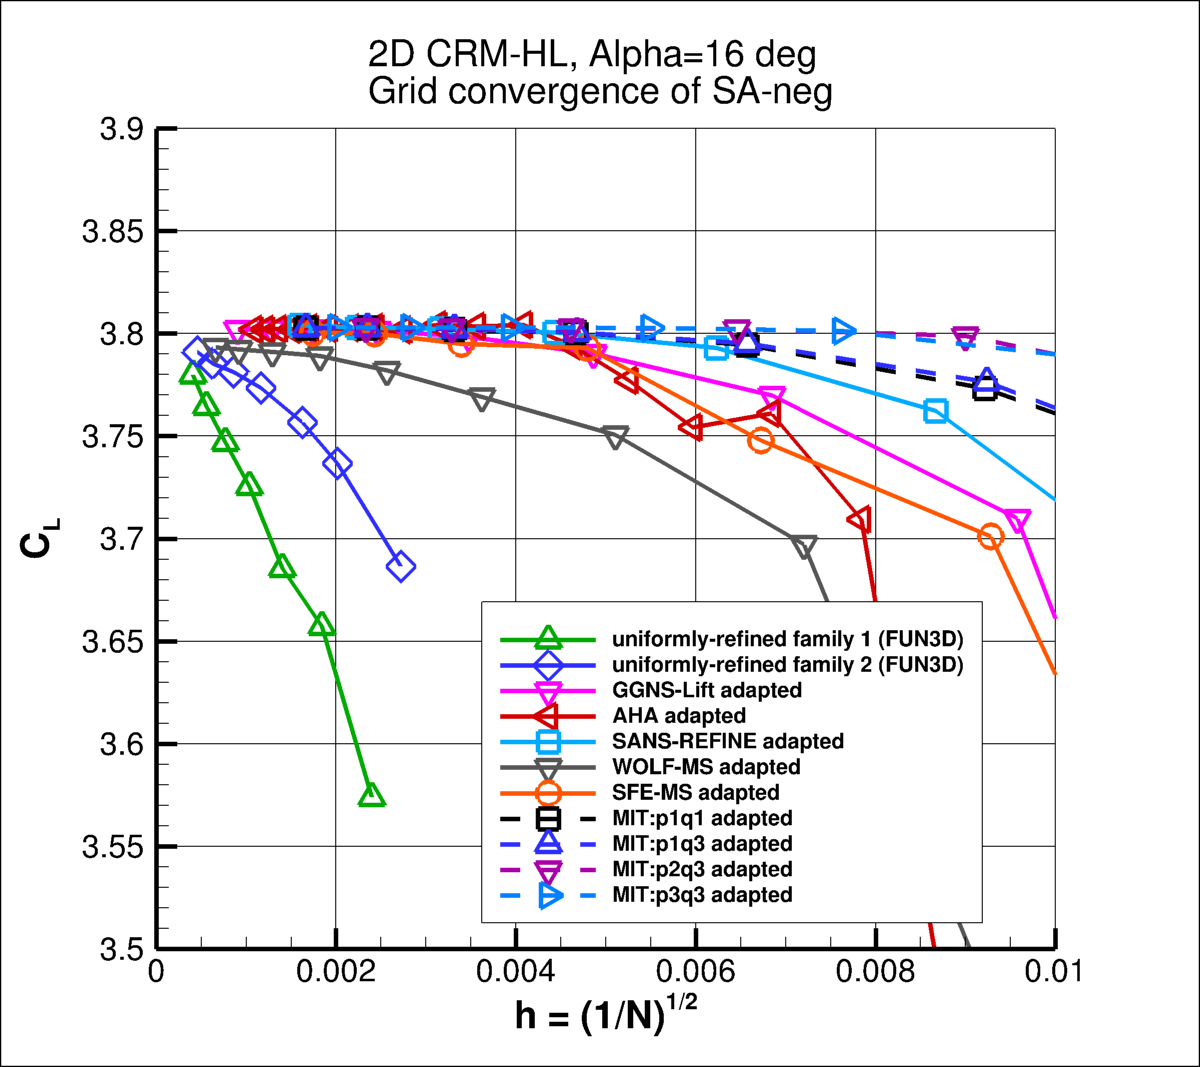 2D CRM-HL, Alpha=16 deg
Grid convergence of SA-neg
3.9
3.85
3.8
3.75
3.7
3.65
3.6
3.55
3.5
C_L
uniformly-refined family 1 (FUN3D)
uniformly-refined family 2 (FUN3D)
GGNS-Lift adapted
AHA adapted
SANS-REFINE adapted
WOLF-MS adapted
SFE-MS adapted
MIT:p1q1 adapted
MIT:p1q3 adapted
MIT:p2q3 adapted
MIT:p3q3 adapted
0 0.002 0.004 0.006 0.008 0.01
h = (1/N)^1/2